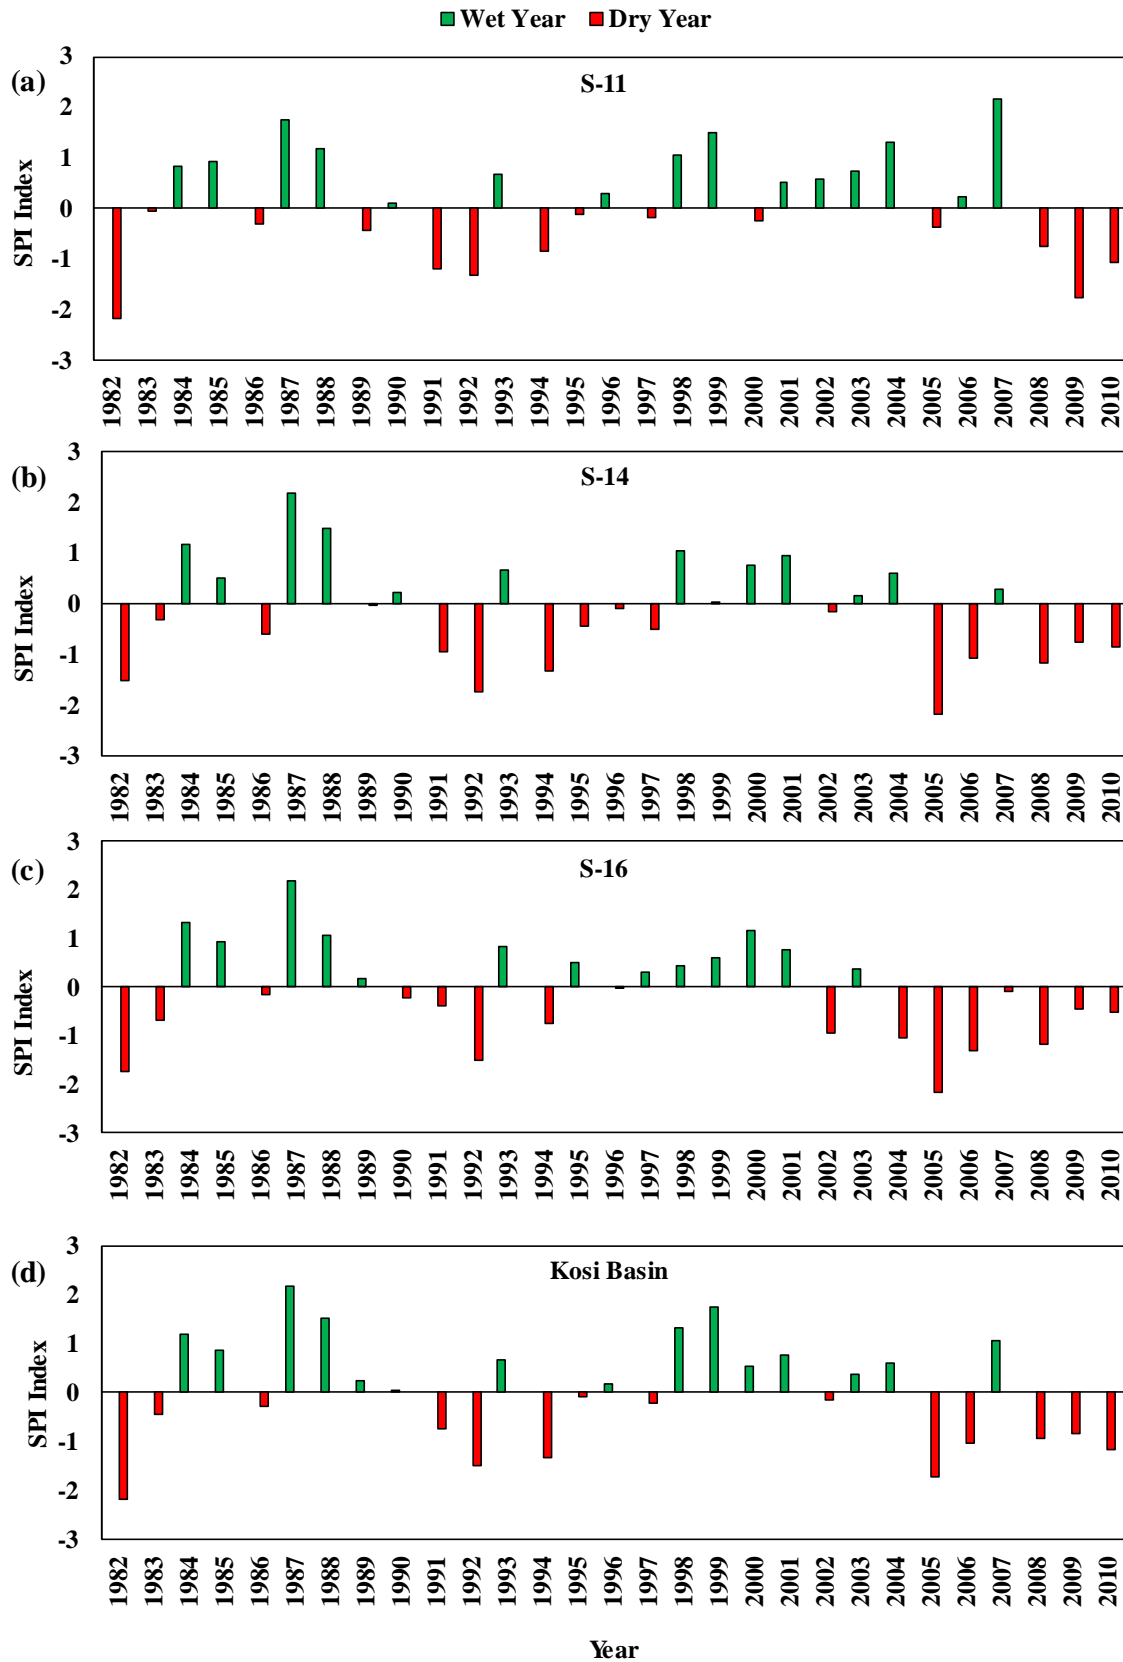 Wet Year Dry Year
(a)
S-11
SPI Index
3
2
1
0
-1
-2
-3
1982 1983 1984 1985 1986 1987 1988 1989 1990 1991 1992 1993 1994 1995 1996 1997 1998 1999 2000 2001 2002 2003 2004 2005 2006 2007 2008 2009 2010
(b)
S-14
SPI Index
3
2
1
0
-1
-2
-3
1982 1983 1984 1985 1986 1987 1988 1989 1990 1991 1992 1993 1994 1995 1996 1997 1998 1999 2000 2001 2002 2003 2004 2005 2006 2007 2008 2009 2010
(c)
S-16
SPI Index
3
2
1
0
-1
-2
-3
1982 1983 1984 1985 1986 1987 1988 1989 1990 1991 1992 1993 1994 1995 1996 1997 1998 1999 2000 2001 2002 2003 2004 2005 2006 2007 2008 2009 2010
(d)
Kosi Basin
SPI Index
3
2
1
0
-1
-2
-3
1982 1983 1984 1985 1986 1987 1988 1989 1990 1991 1992 1993 1994 1995 1996 1997 1998 1999 2000 2001 2002 2003 2004 2005 2006 2007 2008 2009 2010
Year